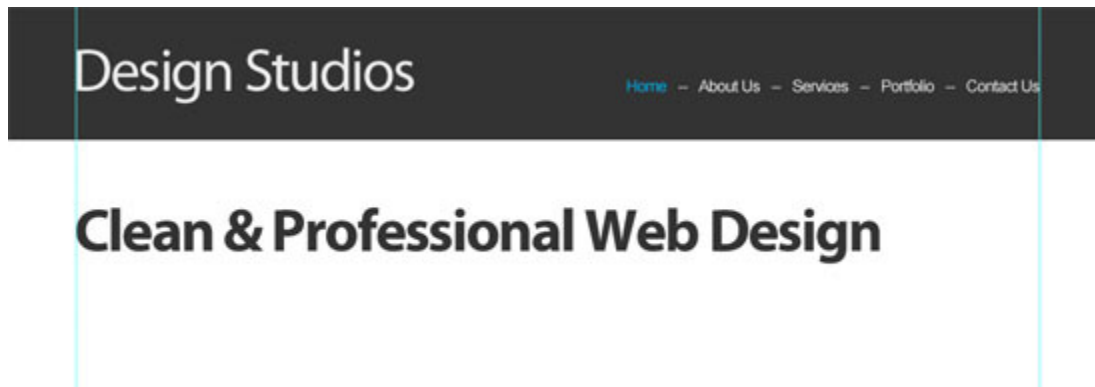 Design Studios
Home – About Us – Services – Portfolio – Contact Us
Clean & Professional Web Design